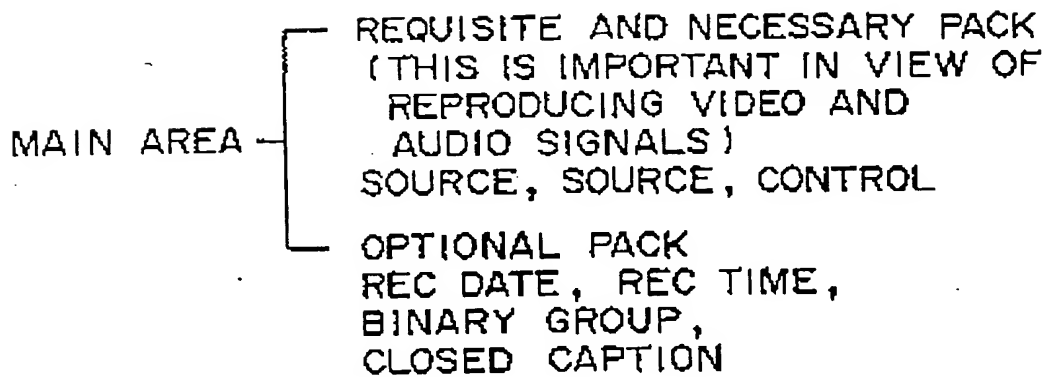 MAIN AREA
REQUISITE AND NECESSARY PACK
(THIS IS IMPORTANT IN VIEW OF
REPRODUCING VIDEO AND
AUDIO SIGNALS)
SOURCE, SOURCE, CONTROL
OPTIONAL PACK
REC DATE, REC TIME,
BINARY GROUP,
CLOSED CAPTION